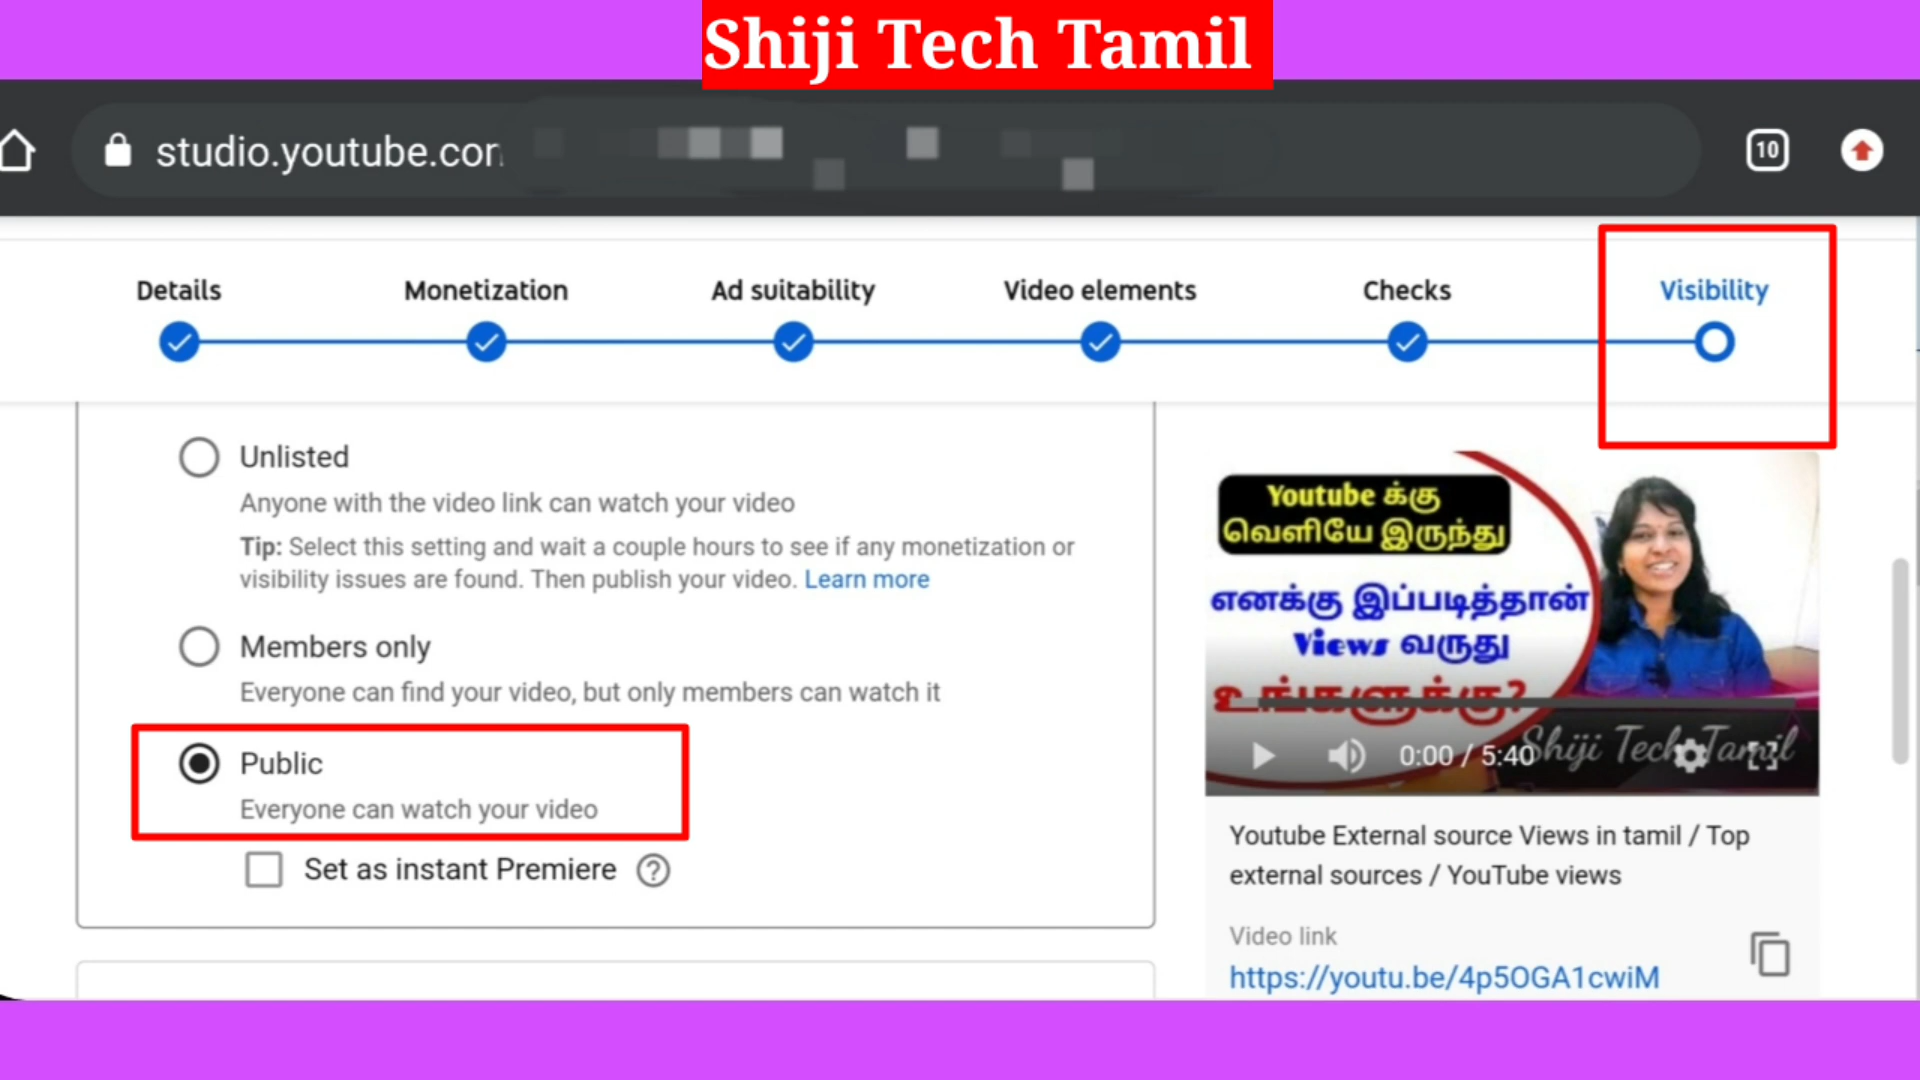 Shiji Tech Tamil
studio.youtube.com
10
Details Monetization Ad suitability Video elements Checks Visibility
Unlisted
Anyone with the video link can watch your video
Tip: Select this setting and wait a couple hours to see if any monetization or
visibility issues are found. Then publish your video. Learn more
Members only
Everyone can find your video, but only members can watch it
Public
Everyone can watch your video
Set as instant Premiere ?
Youtube க்கு
வெளியே இருந்து
எனக்கு இப்படித்தான்
Views வருது
உங்களுக்கு?
Shiji Tech Tamil
0:00 / 5:40
Youtube External source Views in tamil / Top
external sources / YouTube views
Video link
https://youtu.be/4p5OGA1cwiM